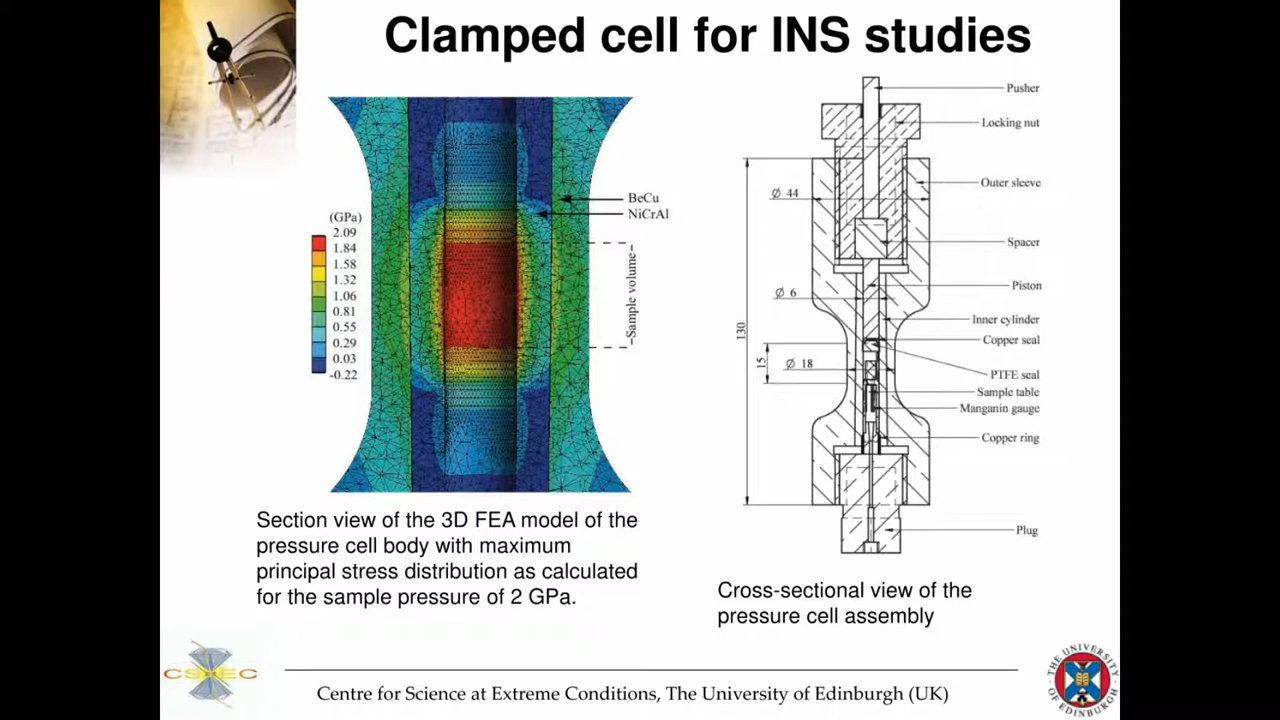 Clamped cell for INS studies
(GPa)
2.09
1.84
1.58
1.32
1.06
0.81
0.55
0.29
0.03
-0.22
BeCu
NiCrAl
Sample volume
Pusher
Locking nut
Outer sleeve
Spacer
Piston
Inner cylinder
Copper seal
PTFE seal
Sample table
Manganin gauge
Copper ring
Plug
Ø 44
Ø 6
130
15
Ø 18
Section view of the 3D FEA model of the
pressure cell body with maximum
principal stress distribution as calculated
for the sample pressure of 2 GPa.
Cross-sectional view of the
pressure cell assembly
CSEC
Centre for Science at Extreme Conditions, The University of Edinburgh (UK)
THE UNIVERSITY
OF EDINBURGH